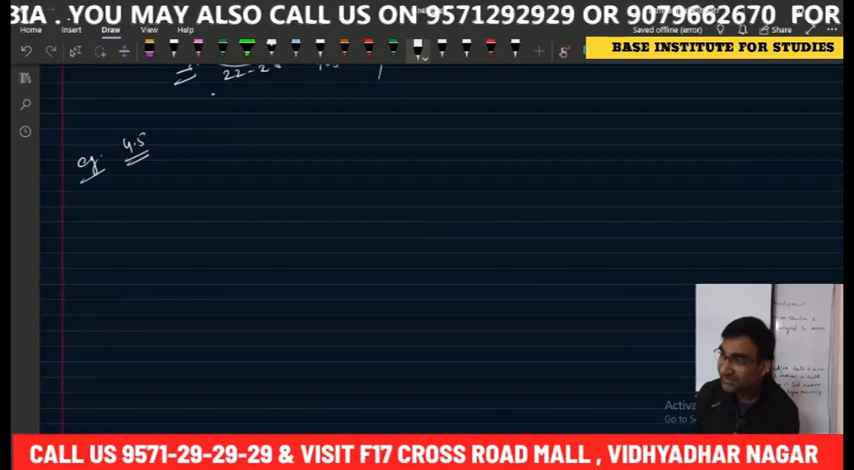 BIA . YOU MAY ALSO CALL US ON 9571292929 OR 9079662670 FOR
Home Insert Draw View Help
Saved offline (error) Share
BASE INSTITUTE FOR STUDIES
22-2
eg. 4.5
Activa
Go to S
CALL US 9571-29-29-29 & VISIT F17 CROSS ROAD MALL , VIDHYADHAR NAGAR